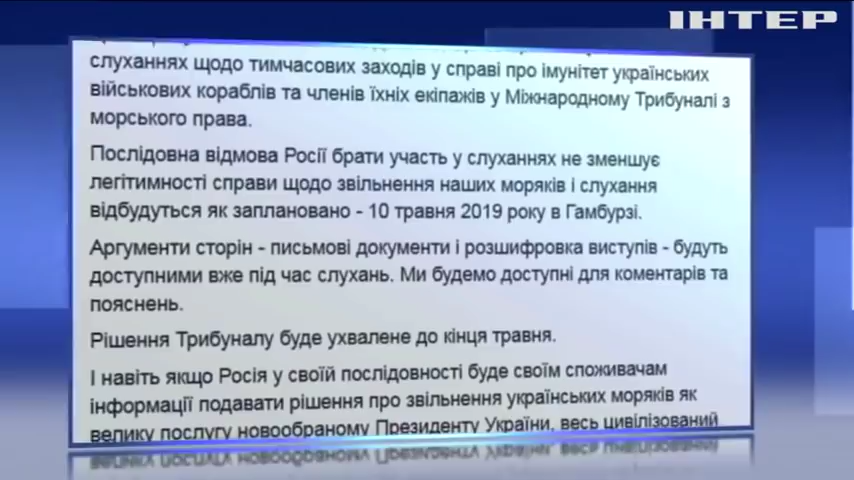 ІНТЕР
слуханнях щодо тимчасових заходів у справі про імунітет українських
військових кораблів та членів їхніх екіпажів у Міжнародному Трибуналі з
морського права.
Послідовна відмова Росії брати участь у слуханнях не зменшує
легітимності справи щодо звільнення наших моряків і слухання
відбудуться як заплановано - 10 травня 2019 року в Гамбурзі.
Аргументи сторін - письмові документи і розшифровка виступів - будуть
доступними вже під час слухань. Ми будемо доступні для коментарів та
пояснень.
Рішення Трибуналу буде ухвалене до кінця травня.
І навіть якщо Росія у своїй послідовності буде своїм споживачам
інформації подавати рішення про звільнення українських моряків як
велику послугу новообраному Президенту України, весь цивілізований